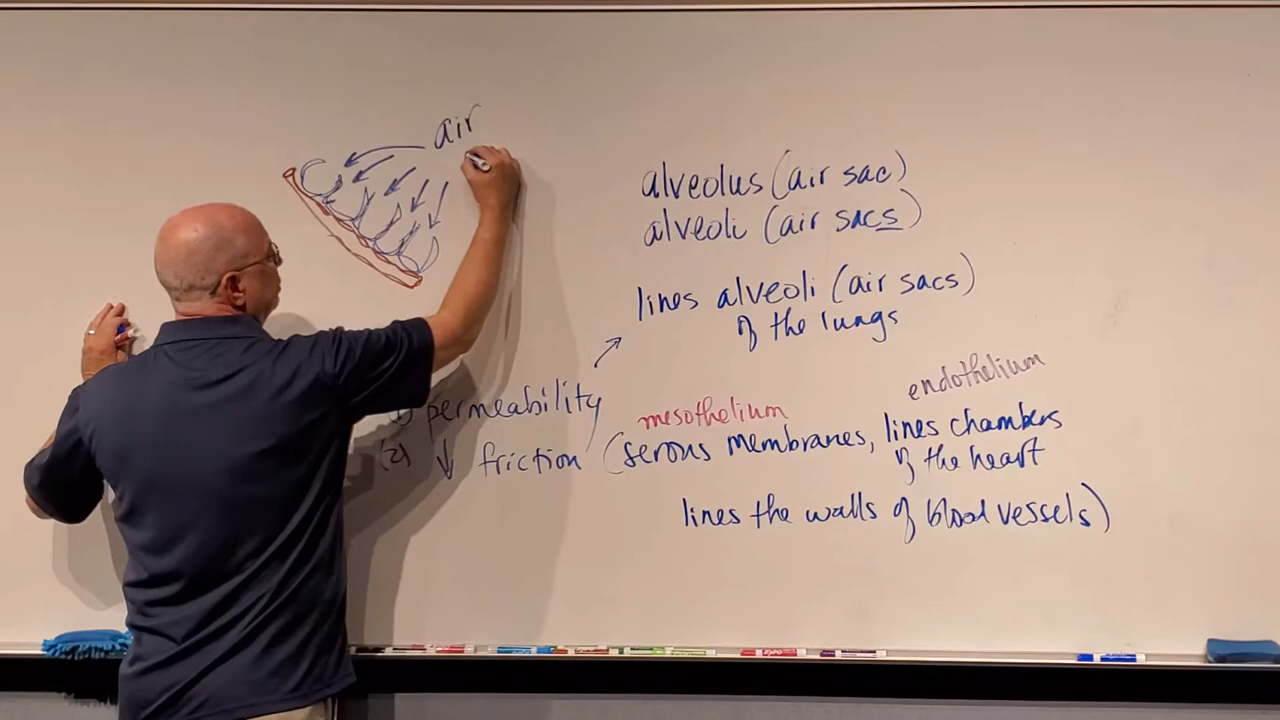 air
alveolus (air sac)
alveoli (air sacs)
lines alveoli (air sacs)
of the lungs
endothelium
(1) permeability
mesothelium
(2) ↓ friction (serous membranes, lines chambers
of the heart
lines the walls of blood vessels)